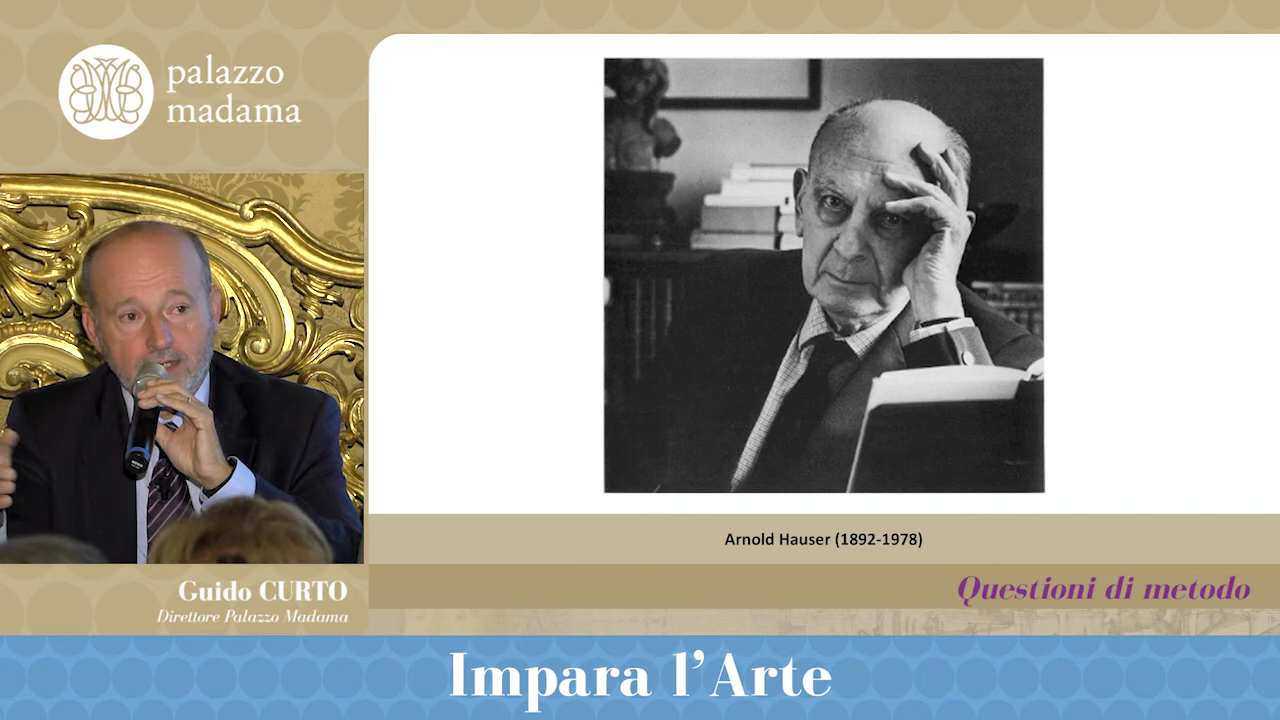 palazzo
madama
Arnold Hauser (1892-1978)
Guido CURTO
Direttore Palazzo Madama
Questioni di metodo
Impara l’Arte